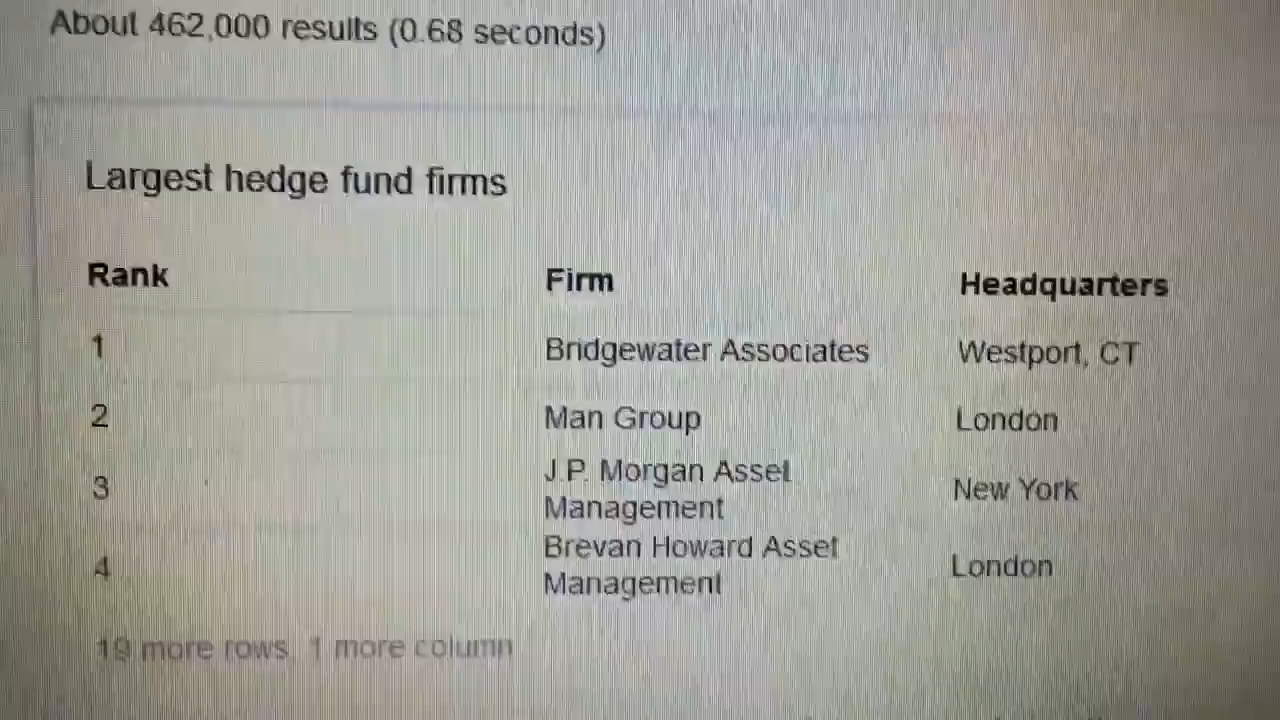 About 462,000 results (0.68 seconds)
Largest hedge fund firms
Rank Firm Headquarters
1 Bridgewater Associates Westport, CT
2 Man Group London
3 J.P. Morgan Asset Management New York
4 Brevan Howard Asset Management London
19 more rows, 1 more column